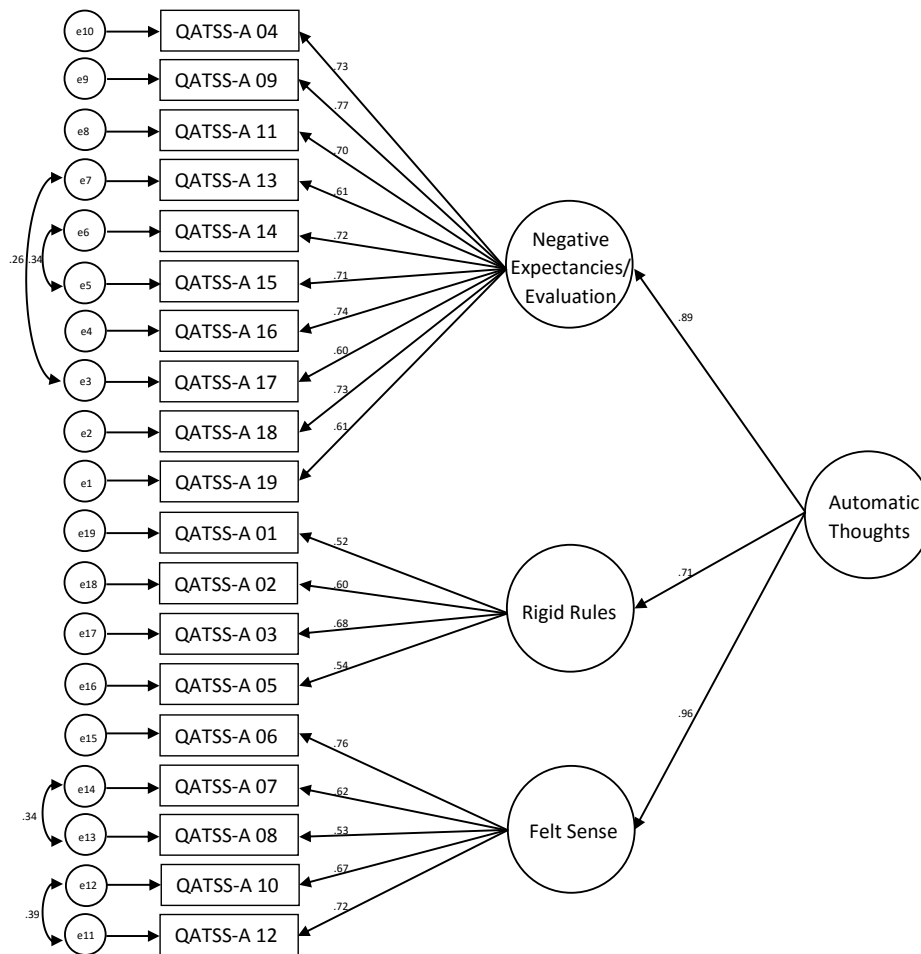 e10 QATSS-A 04
.73
e9 QATSS-A 09
.77
e8 QATSS-A 11
.70
e7 QATSS-A 13
.61
e6 QATSS-A 14
.72
.26 .34
e5 QATSS-A 15
.71
e4 QATSS-A 16
.74
e3 QATSS-A 17
.60
e2 QATSS-A 18
.73
e1 QATSS-A 19
.61
Negative
Expectancies/
Evaluation
.89
e19 QATSS-A 01
.52
e18 QATSS-A 02
.60
e17 QATSS-A 03
.68
e16 QATSS-A 05
.54
Rigid Rules
.71
Automatic
Thoughts
e15 QATSS-A 06
.76
e14 QATSS-A 07
.62
.34
e13 QATSS-A 08
.53
e12 QATSS-A 10
.67
.39
e11 QATSS-A 12
.72
Felt Sense
.96